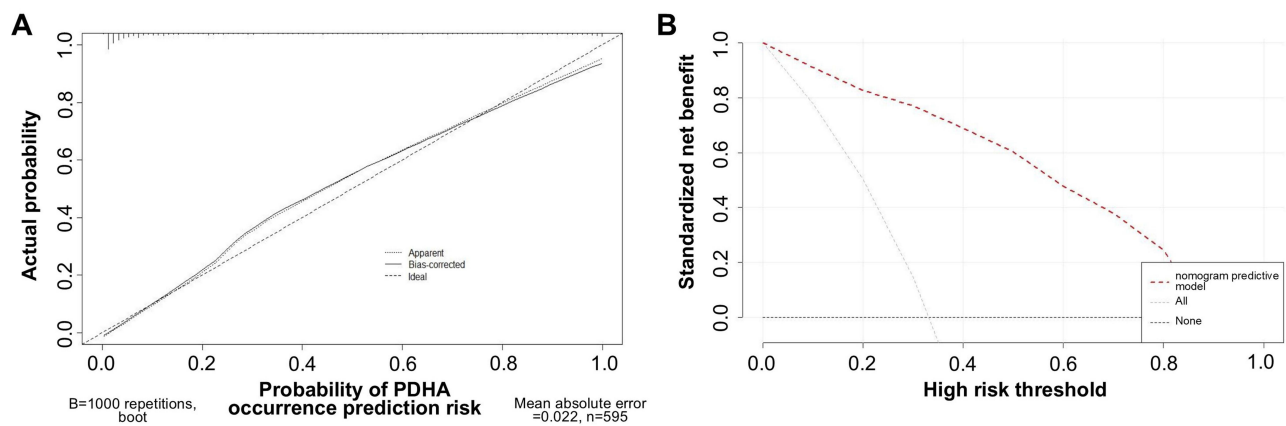 A
Actual probability
0.0
0.2
0.4
0.6
0.8
1.0
Apparent
Bias-corrected
Ideal
0.0 0.2 0.4 0.6 0.8 1.0
Probability of PDHA
occurrence prediction risk
B=1000 repetitions,
boot
Mean absolute error
=0.022, n=595
B
Standardized net benefit
0.0
0.2
0.4
0.6
0.8
1.0
nomogram predictive
model
All
None
0.0 0.2 0.4 0.6 0.8 1.0
High risk threshold